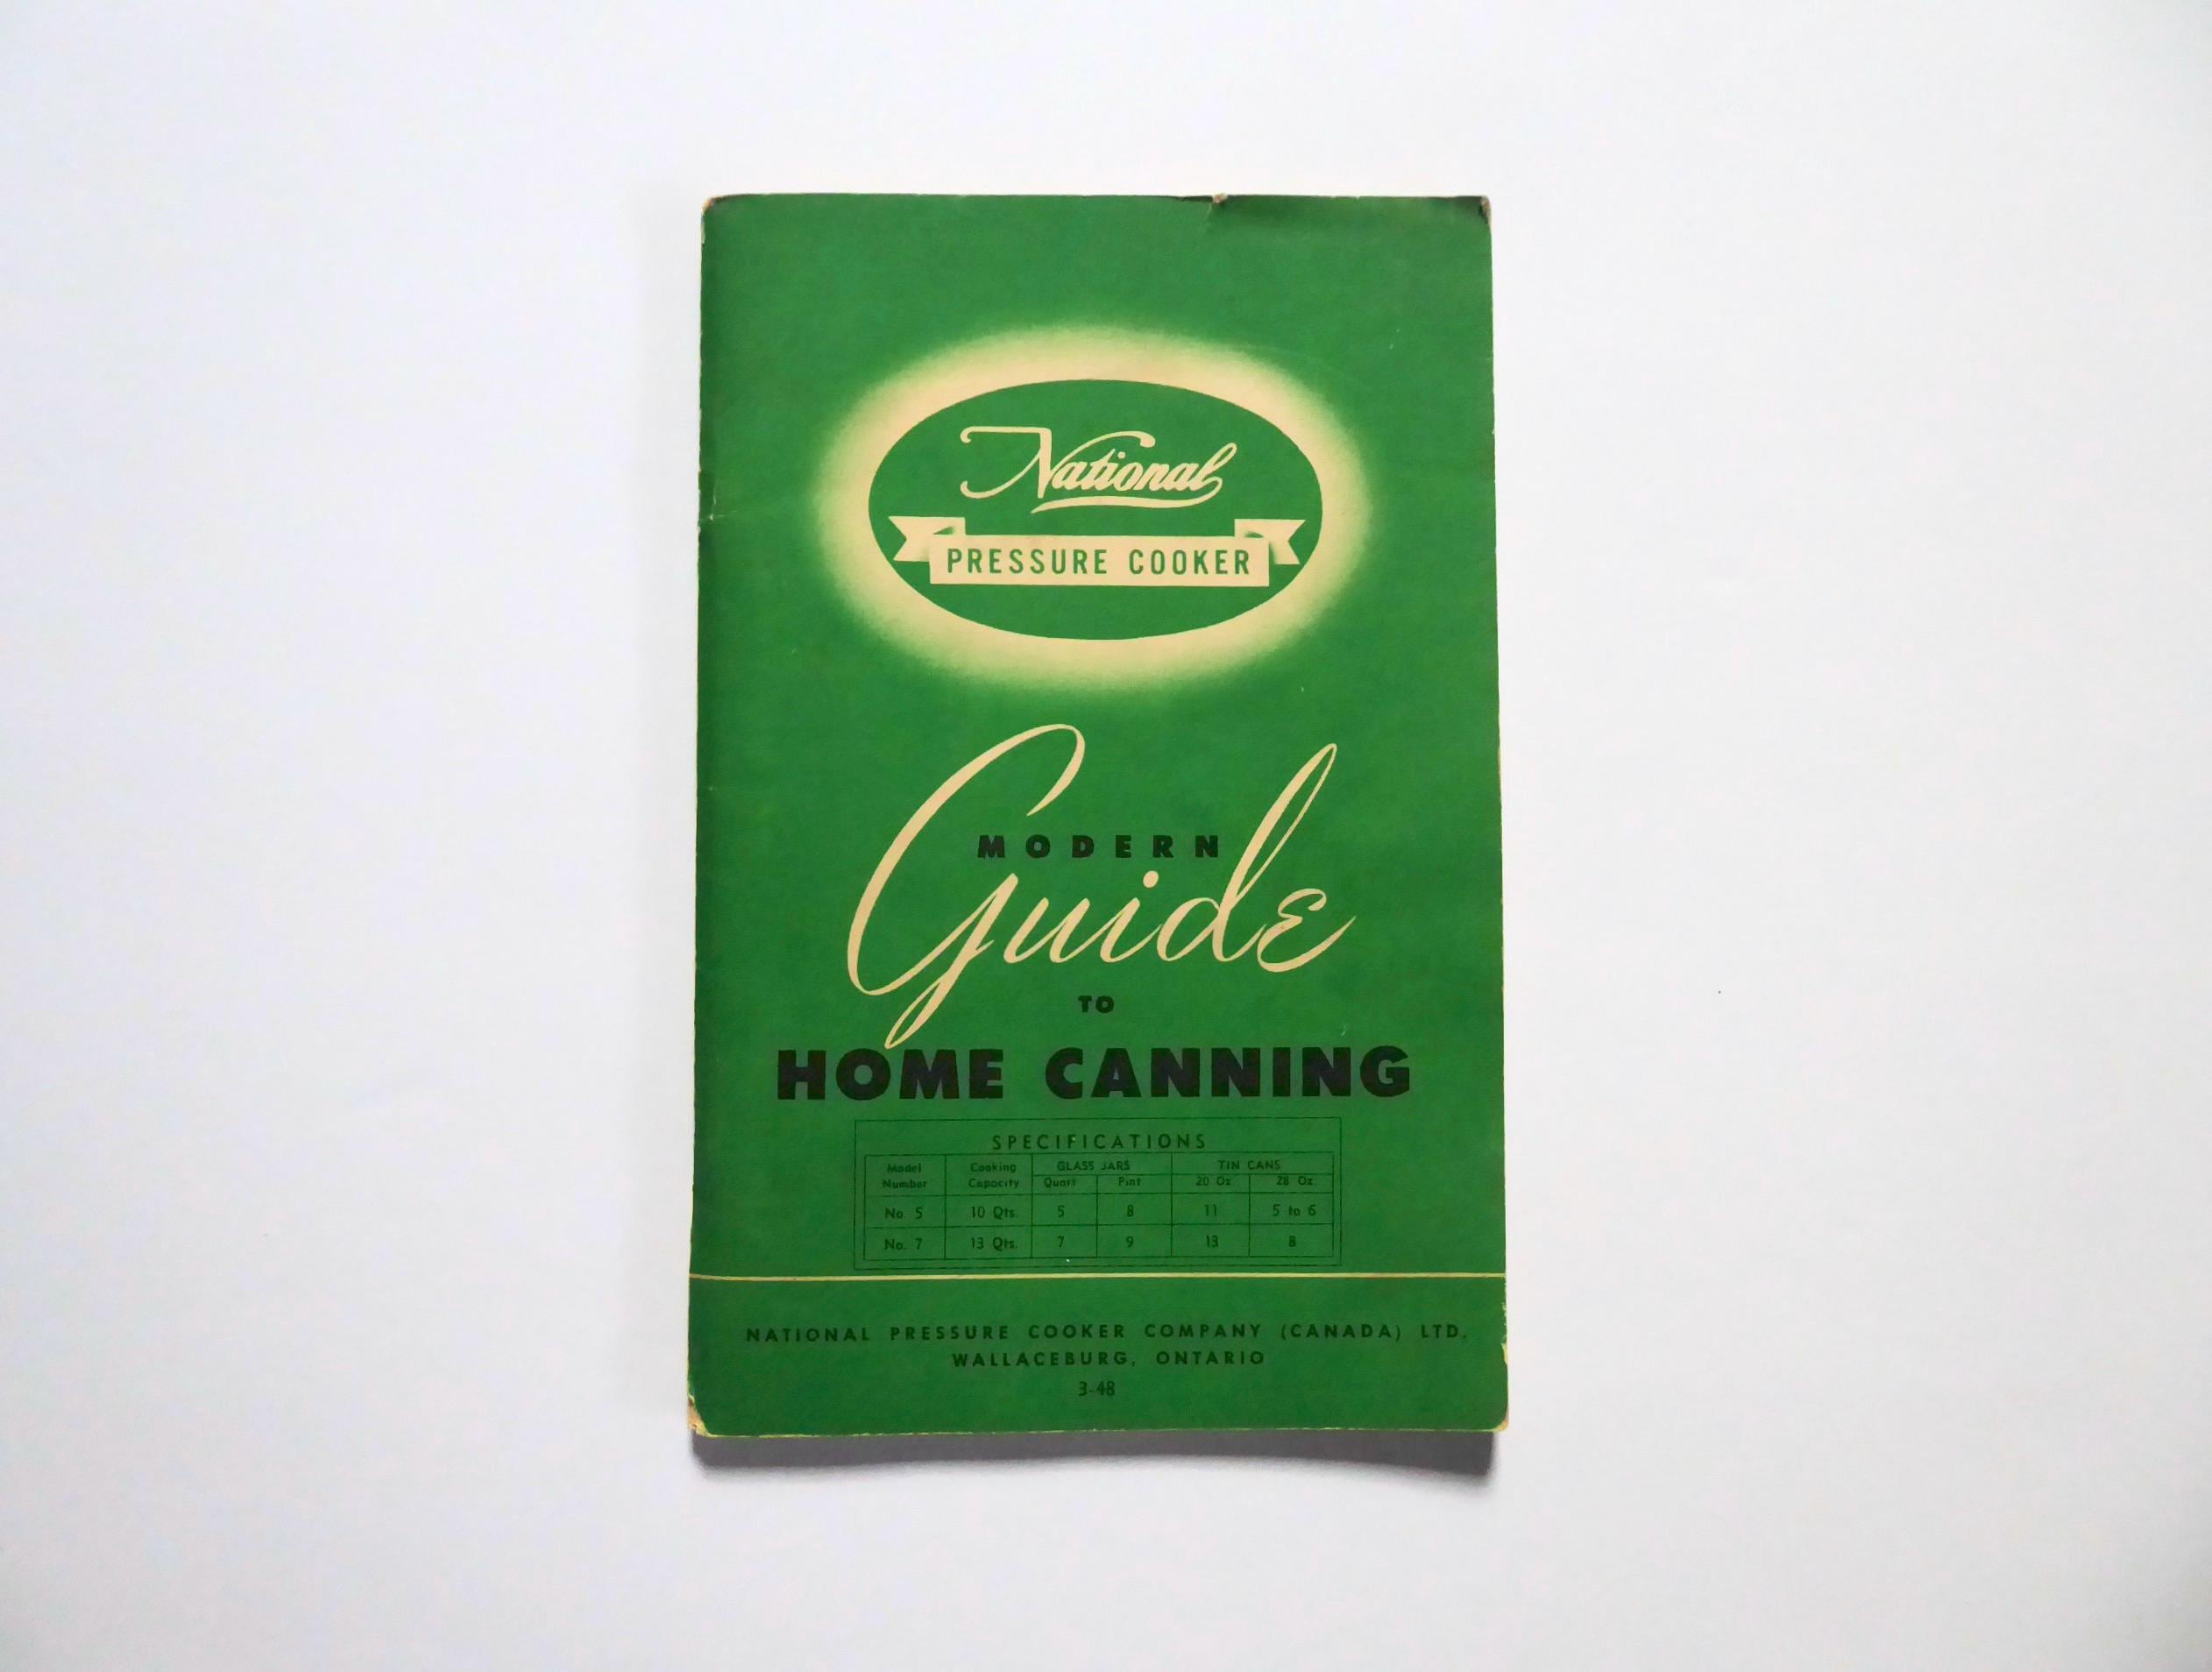 National
PRESSURE COOKER
MODERN
Guide
TO
HOME CANNING
SPECIFICATIONS
Model Number Cooking Capacity GLASS JARS TIN CANS
Quart Pint 20 Oz 28 Oz.
No. 5 10 Qts. 5 8 11 5 to 6
No. 7 13 Qts. 7 9 13 8
NATIONAL PRESSURE COOKER COMPANY (CANADA) LTD.
WALLACEBURG, ONTARIO
3-48